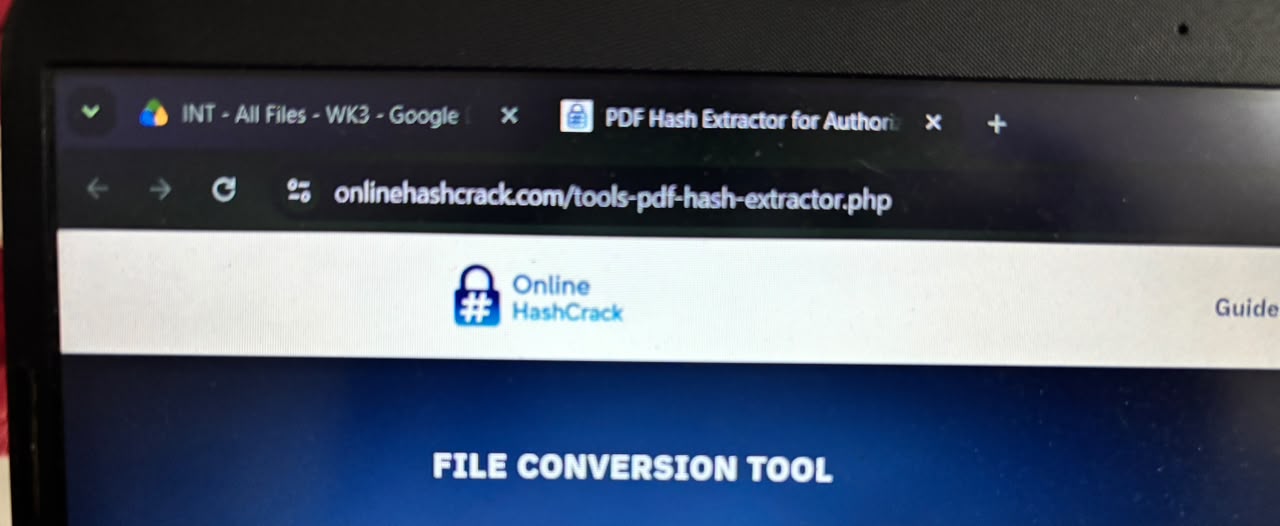 INT - All Files - WK3 - Google
PDF Hash Extractor for Authori
onlinehashcrack.com/tools-pdf-hash-extractor.php
Online
HashCrack
Guide
FILE CONVERSION TOOL